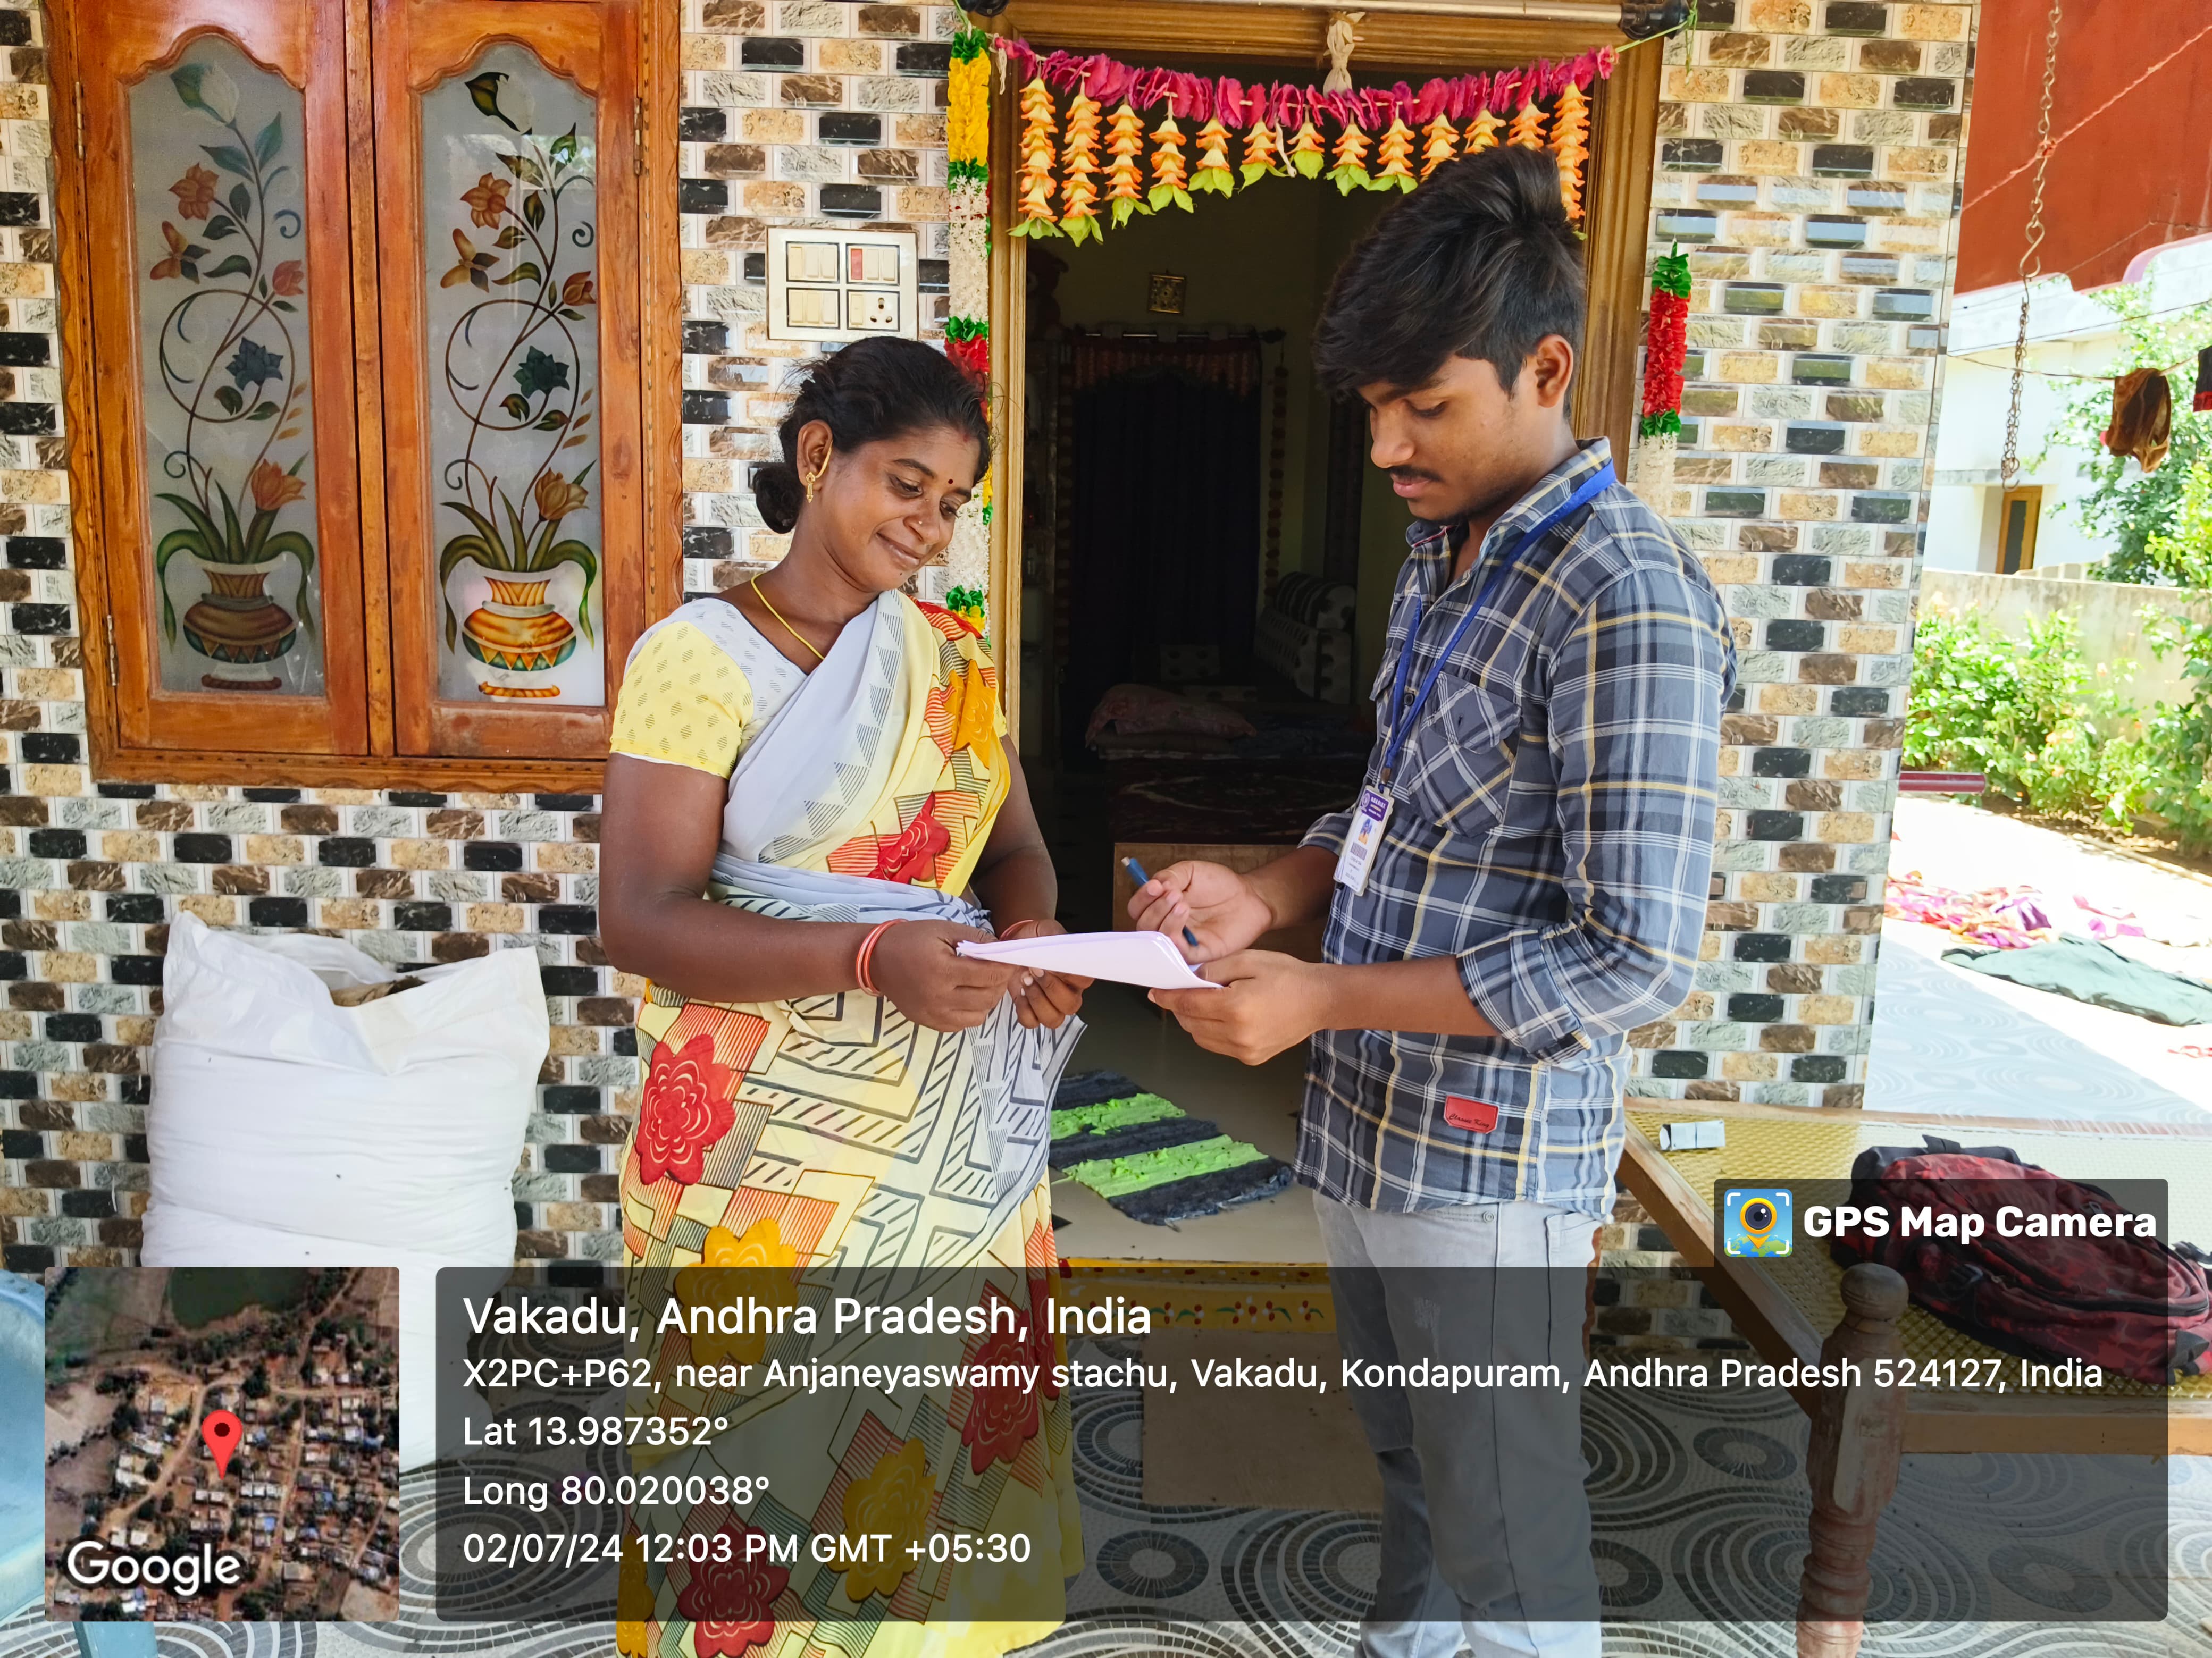 GPS Map Camera
Vakadu, Andhra Pradesh, India
X2PC+P62, near Anjaneyaswamy stachu, Vakadu, Kondapuram, Andhra Pradesh 524127, India
Lat 13.987352°
Long 80.020038°
02/07/24 12:03 PM GMT +05:30
Google